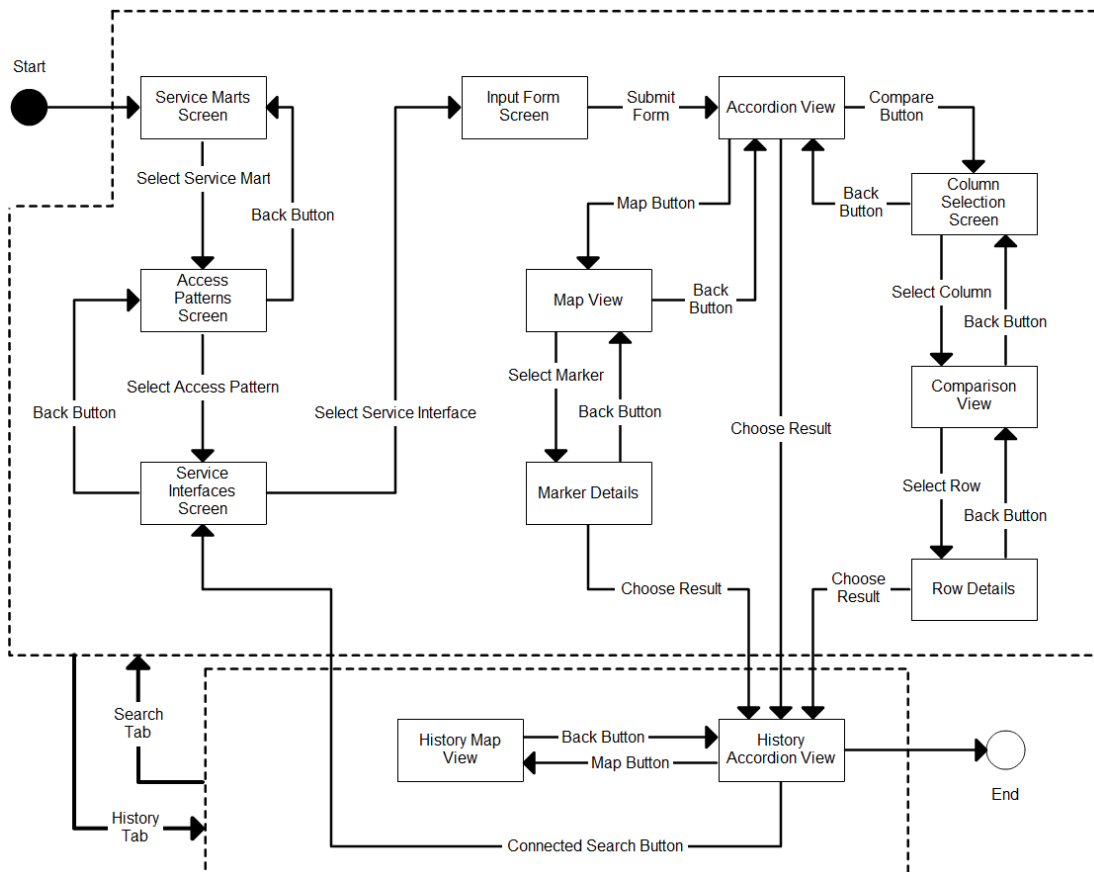 Start
Service Marts
Screen
Input Form
Screen
Submit
Form
Accordion View
Compare
Button
Select Service Mart
Back Button
Map Button
Back
Button
Column
Selection
Screen
Access
Patterns
Screen
Map View
Back
Button
Select Column
Back Button
Select Access Pattern
Back Button
Select Service Interface
Select Marker
Back Button
Choose Result
Comparison
View
Service
Interfaces
Screen
Marker Details
Select Row
Back Button
Choose Result
Choose
Result
Row Details
Search
Tab
History
Tab
History Map
View
Back Button
Map Button
History
Accordion View
End
Connected Search Button